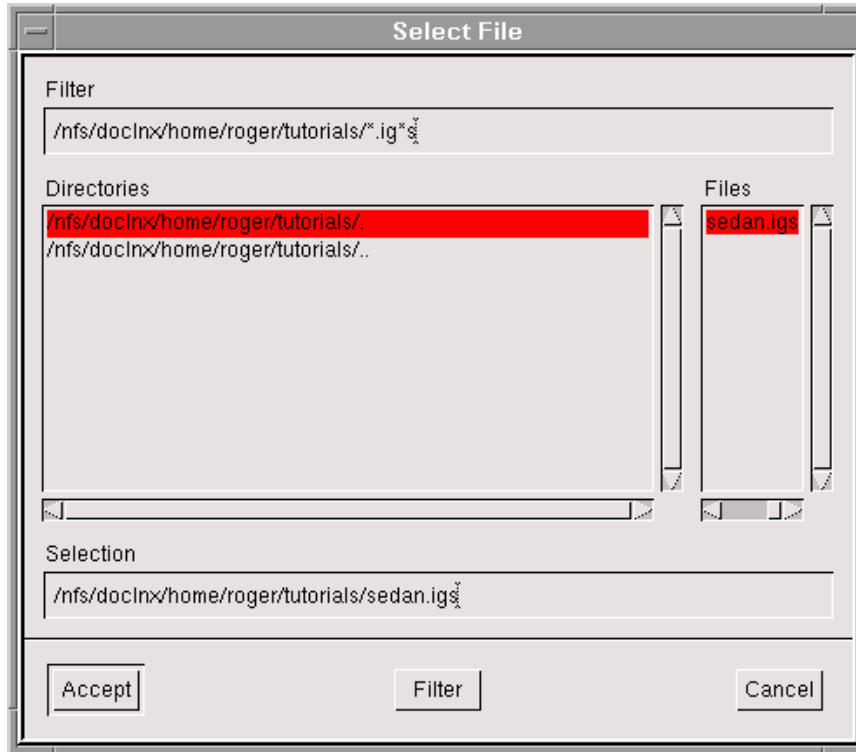 Select File
Filter
/nfs/doclnx/home/roger/tutorials/*.ig*s
Directories
Files
/nfs/doclnx/home/roger/tutorials/.
sedan.igs
/nfs/doclnx/home/roger/tutorials/..
Selection
/nfs/doclnx/home/roger/tutorials/sedan.igs
Accept
Filter
Cancel